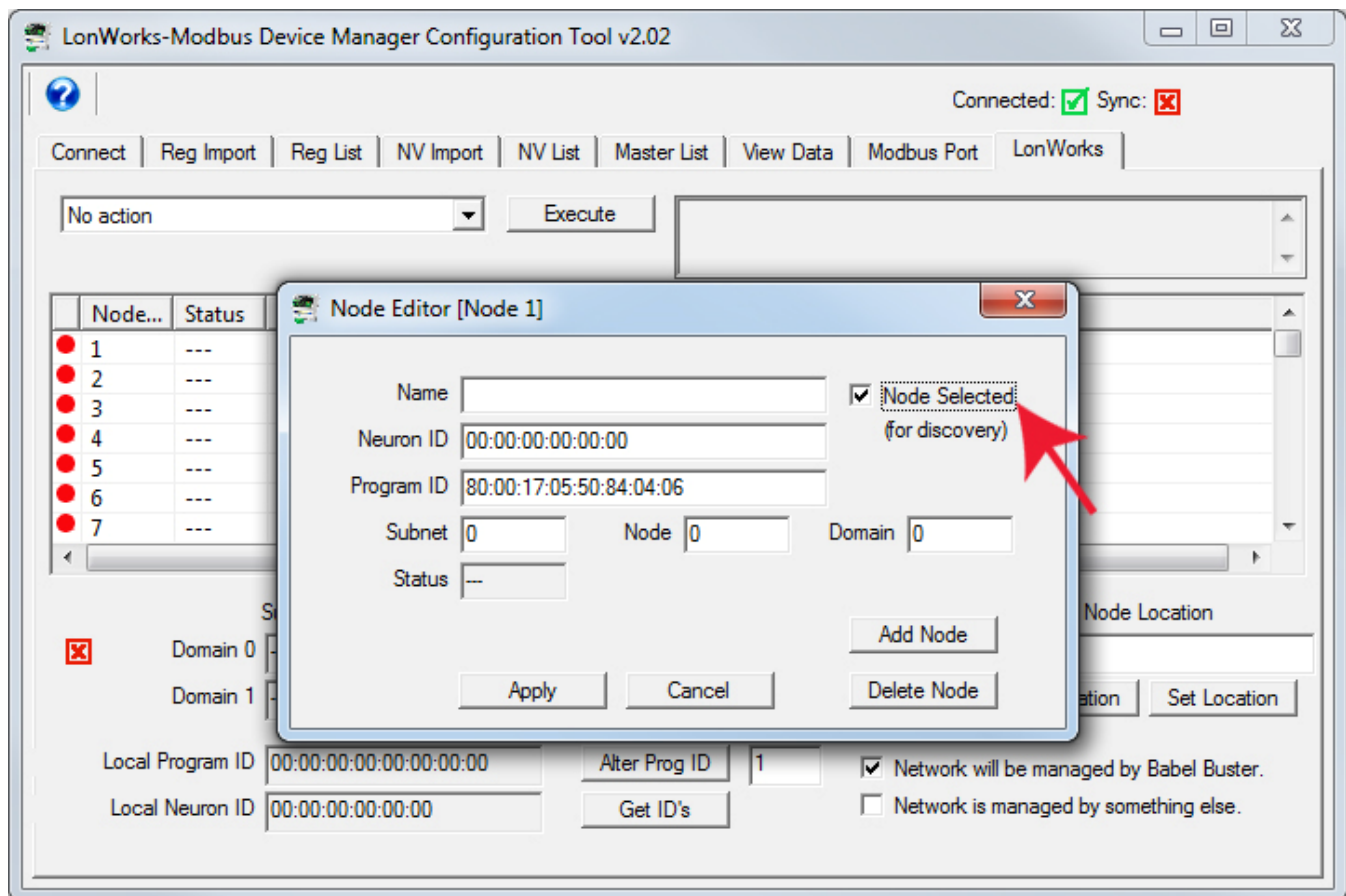 LonWorks-Modbus Device Manager Configuration Tool v2.02
Connected: Sync:
Connect Reg Import Reg List NV Import NV List Master List View Data Modbus Port LonWorks
No action Execute
Node... Status
1 ---
2 ---
3 ---
4 ---
5 ---
6 ---
7 ---
Node Editor [Node 1]
Name Node Selected
(for discovery)
Neuron ID 00:00:00:00:00:00
Program ID 80:00:17:05:50:84:04:06
Subnet 0 Node 0 Domain 0
Status ---
Add Node
Apply Cancel Delete Node
Node Location
Domain 0
Domain 1 Set Location
Local Program ID 00:00:00:00:00:00:00:00 Alter Prog ID 1 Network will be managed by Babel Buster.
Local Neuron ID 00:00:00:00:00:00 Get ID's Network is managed by something else.